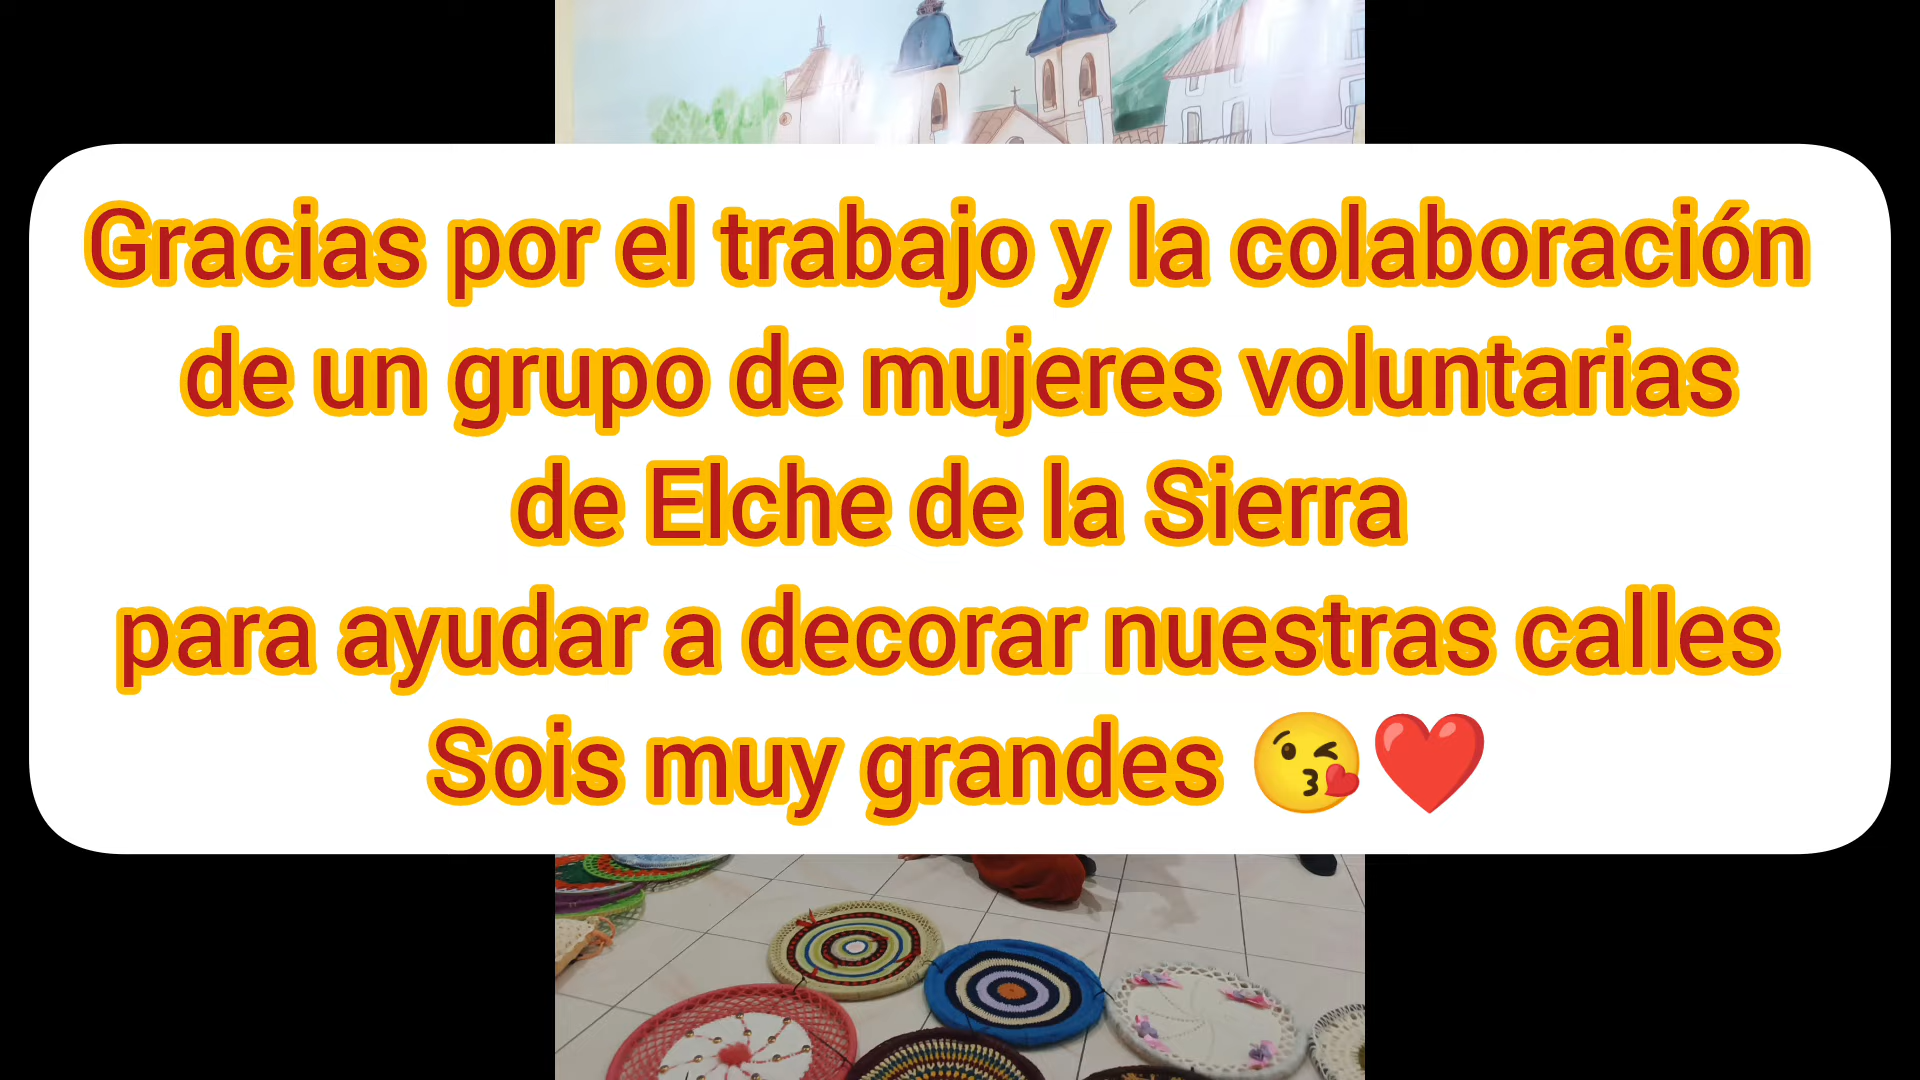 Gracias por el trabajo y la colaboración
de un grupo de mujeres voluntarias
de Elche de la Sierra
para ayudar a decorar nuestras calles
Sois muy grandes 😘❤️